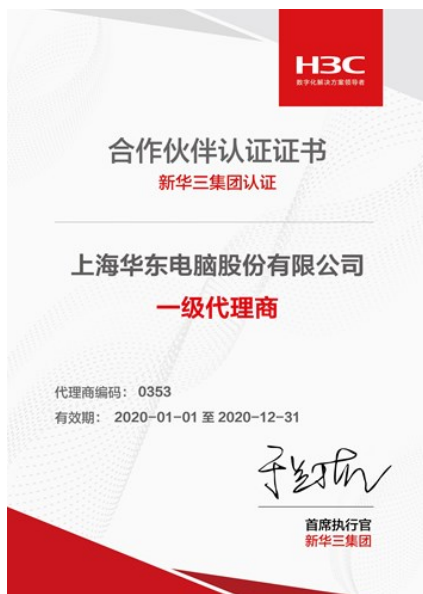 H3C
数字化解决方案领导者
合作伙伴认证证书
新华三集团认证
上海华东电脑股份有限公司
一级代理商
代理商编码： 0353
有效期： 2020-01-01 至 2020-12-31
首席执行官
新华三集团